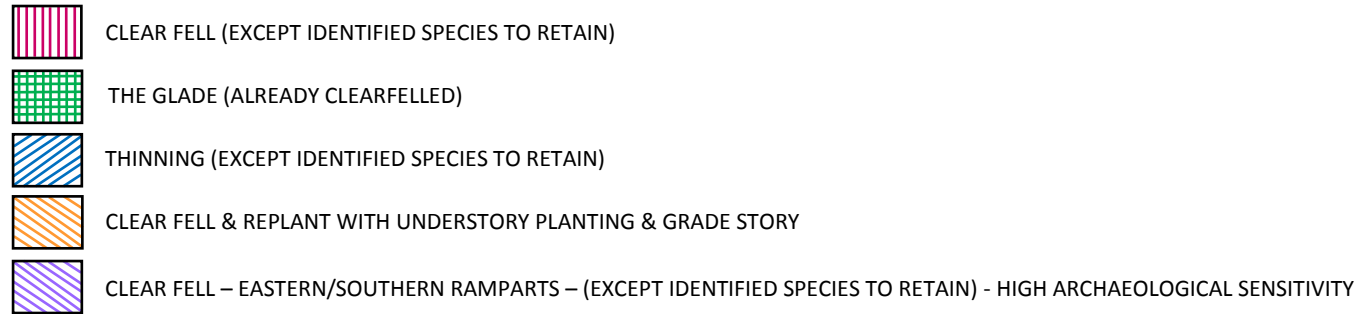 CLEAR FELL (EXCEPT IDENTIFIED SPECIES TO RETAIN)
THE GLADE (ALREADY CLEARFELLED)
THINNING (EXCEPT IDENTIFIED SPECIES TO RETAIN)
CLEAR FELL & REPLANT WITH UNDERSTORY PLANTING & GRADE STORY
CLEAR FELL – EASTERN/SOUTHERN RAMPARTS – (EXCEPT IDENTIFIED SPECIES TO RETAIN) - HIGH ARCHAEOLOGICAL SENSITIVITY